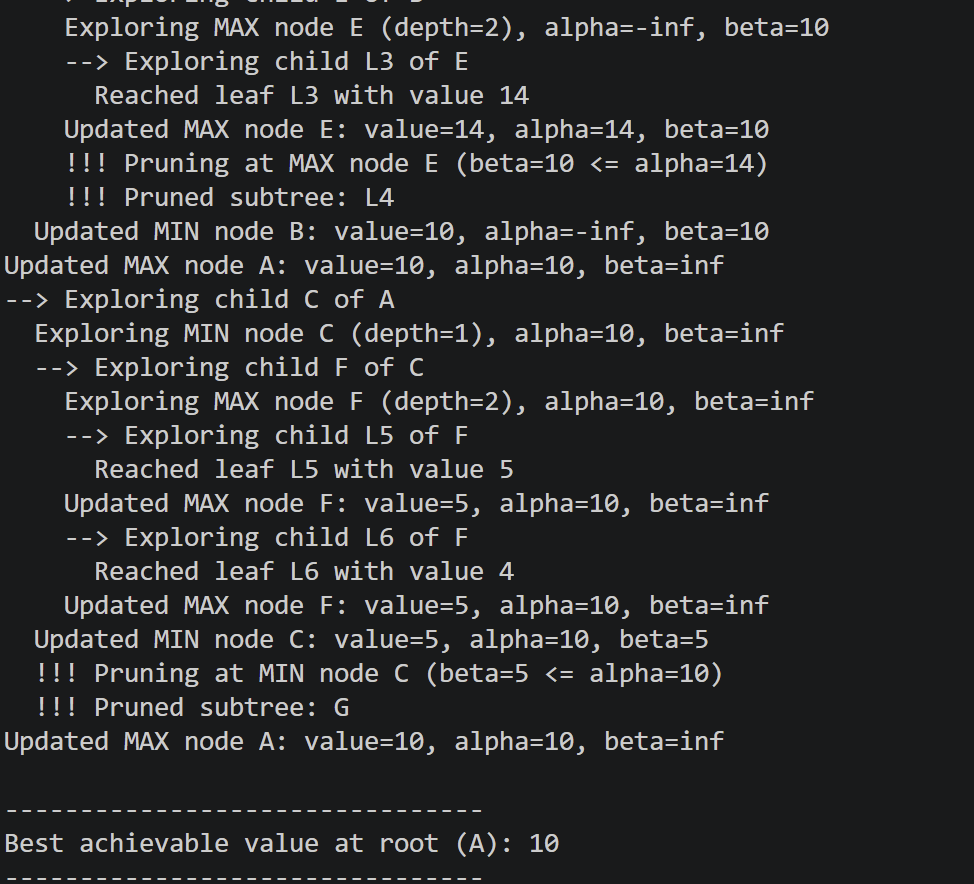 Exploring MAX node E (depth=2), alpha=-inf, beta=10
--> Exploring child L3 of E
Reached leaf L3 with value 14
Updated MAX node E: value=14, alpha=14, beta=10
!!! Pruning at MAX node E (beta=10 <= alpha=14)
!!! Pruned subtree: L4
Updated MIN node B: value=10, alpha=-inf, beta=10
Updated MAX node A: value=10, alpha=10, beta=inf
--> Exploring child C of A
Exploring MIN node C (depth=1), alpha=10, beta=inf
--> Exploring child F of C
Exploring MAX node F (depth=2), alpha=10, beta=inf
--> Exploring child L5 of F
Reached leaf L5 with value 5
Updated MAX node F: value=5, alpha=10, beta=inf
--> Exploring child L6 of F
Reached leaf L6 with value 4
Updated MAX node F: value=5, alpha=10, beta=inf
Updated MIN node C: value=5, alpha=10, beta=5
!!! Pruning at MIN node C (beta=5 <= alpha=10)
!!! Pruned subtree: G
Updated MAX node A: value=10, alpha=10, beta=inf
--------------------------------
Best achievable value at root (A): 10
--------------------------------